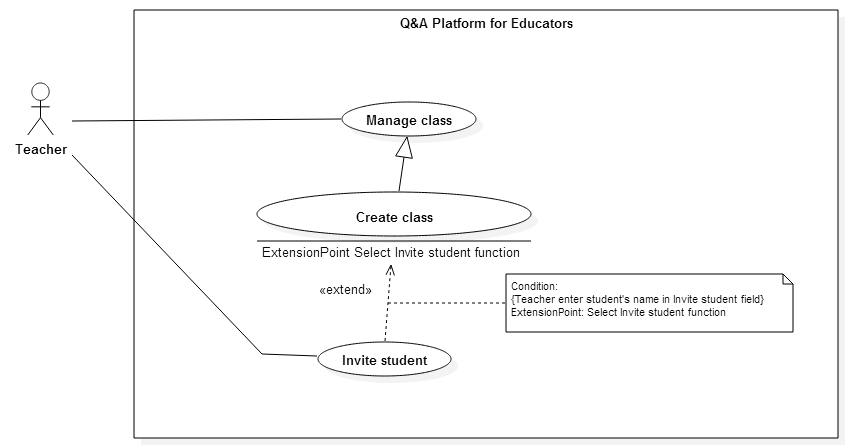 Q&A Platform for Educators
Manage class
Teacher
Create class
ExtensionPoint Select Invite student function
«extend»
Condition:
{Teacher enter student's name in Invite student field}
ExtensionPoint: Select Invite student function
Invite student